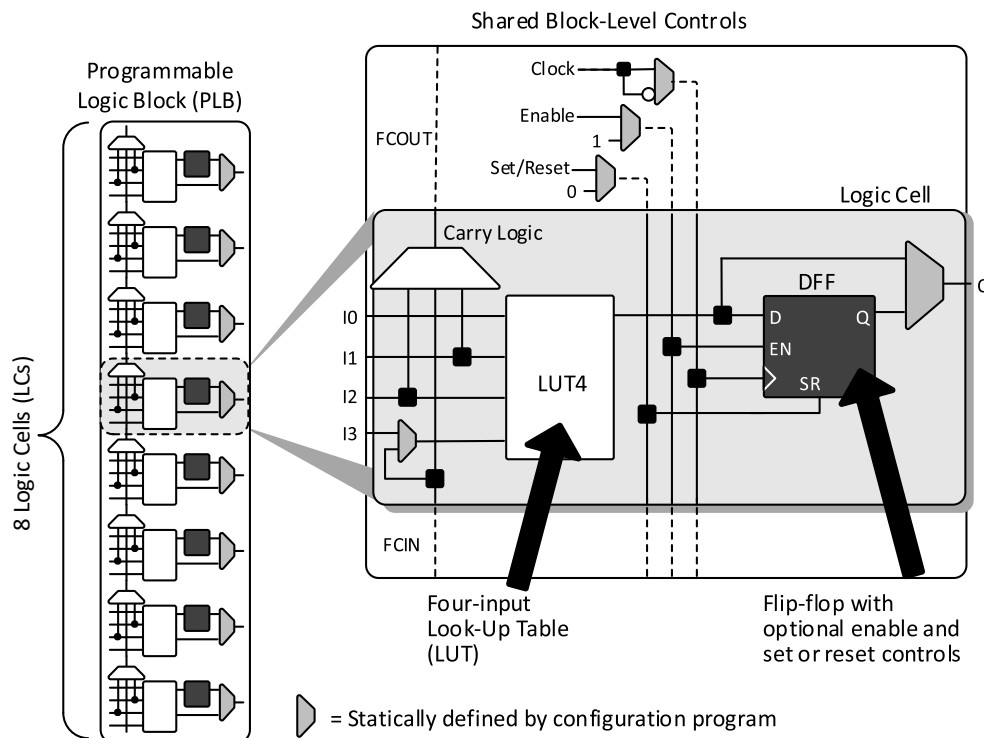 Shared Block-Level Controls
Programmable
Logic Block (PLB)
Clock
Enable
1
FCOUT
Set/Reset
0
Logic Cell
Carry Logic
DFF
I0
D
Q
I1
EN
LUT4
I2
SR
I3
8 Logic Cells (LCs)
FCIN
Four-input
Look-Up Table
(LUT)
Flip-flop with
optional enable and
set or reset controls
= Statically defined by configuration program